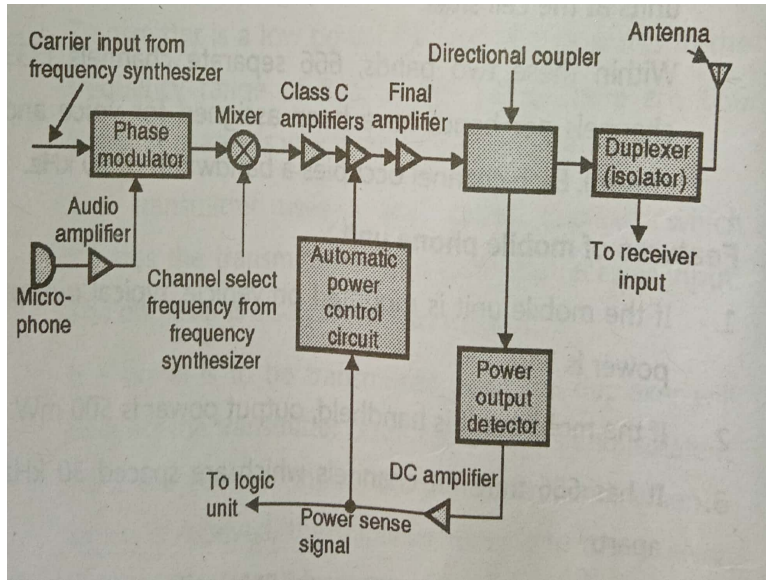 Antenna
Carrier input from
frequency synthesizer
Directional coupler
Class C
amplifiers
Final
amplifier
Mixer
Phase
modulator
Duplexer
(isolator)
Audio
amplifier
Micro-
phone
Channel select
frequency from
frequency
synthesizer
Automatic
power
control
circuit
To receiver
input
Power
output
detector
DC amplifier
To logic
unit
Power sense
signal